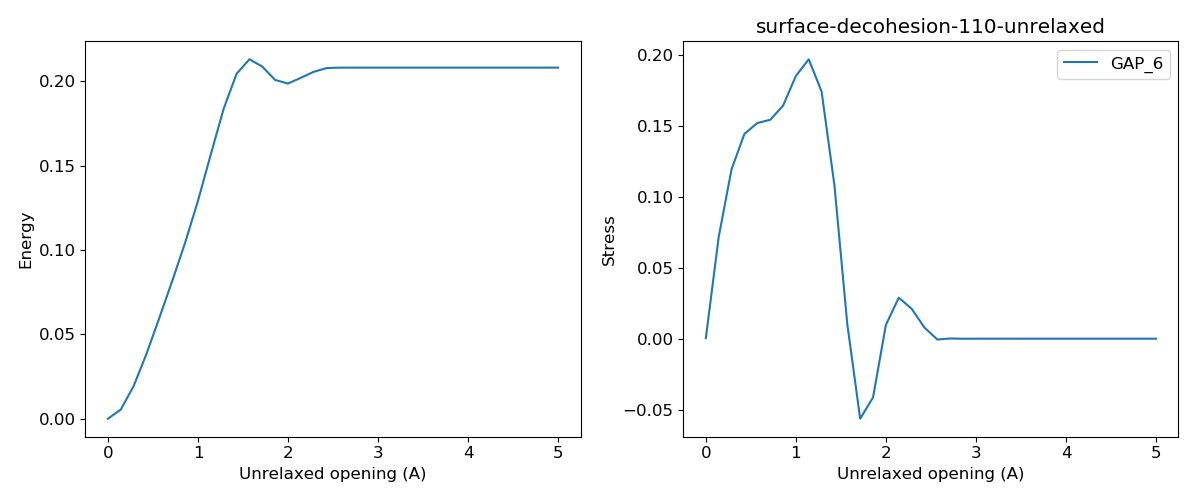 surface-decohesion-110-unrelaxed
Energy
0.20
0.15
0.10
0.05
0.00
0 1 2 3 4 5
Unrelaxed opening (A)
Stress
0.20
0.15
0.10
0.05
0.00
−0.05
0 1 2 3 4 5
Unrelaxed opening (A)
GAP_6